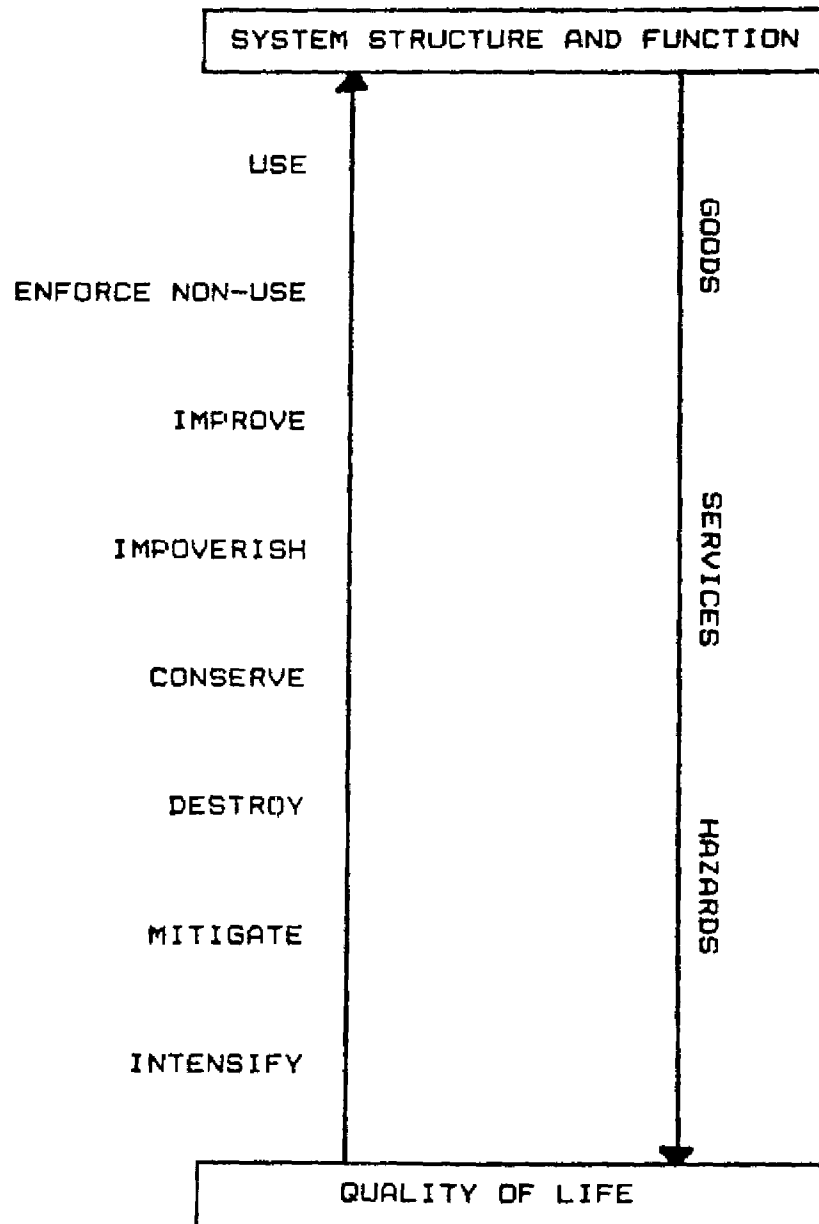 SYSTEM STRUCTURE AND FUNCTION
USE
ENFORCE NON-USE
IMPROVE
IMPOVERISH
CONSERVE
DESTROY
MITIGATE
INTENSIFY
GOODS
SERVICES
HAZARDS
QUALITY OF LIFE